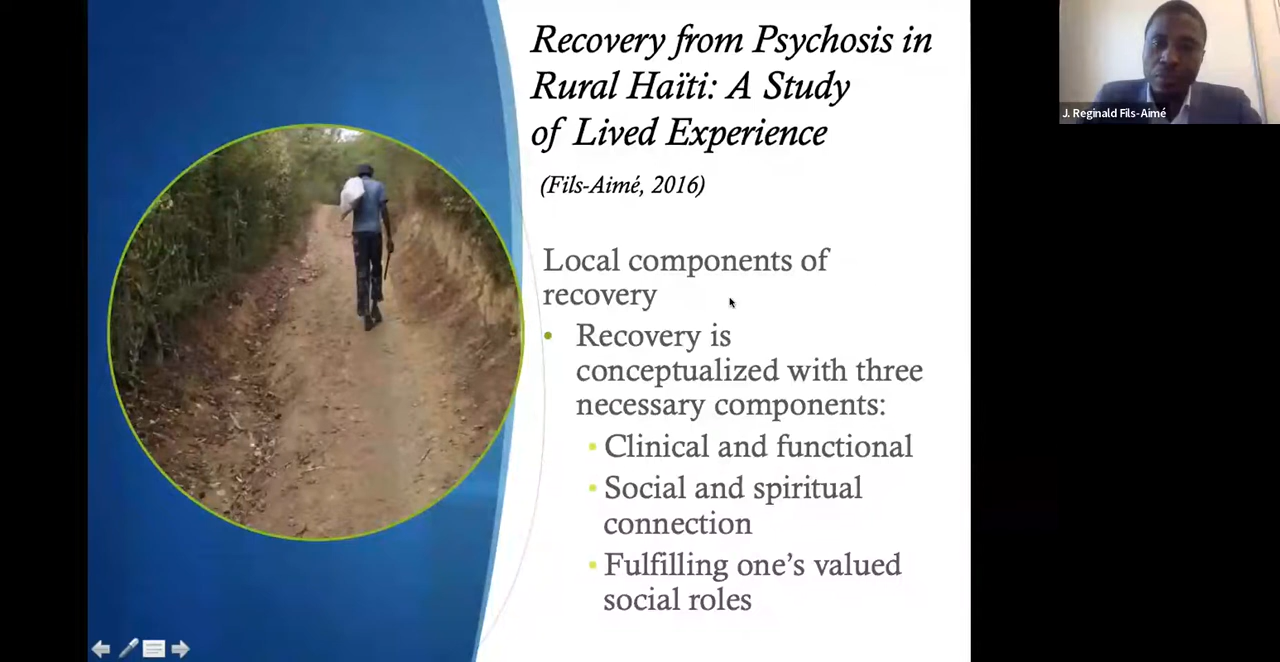 Recovery from Psychosis in
Rural Haïti: A Study
of Lived Experience
(Fils-Aimé, 2016)
Local components of
recovery
• Recovery is
conceptualized with three
necessary components:
▪ Clinical and functional
▪ Social and spiritual
connection
▪ Fulfilling one’s valued
social roles
J. Reginald Fils-Aimé